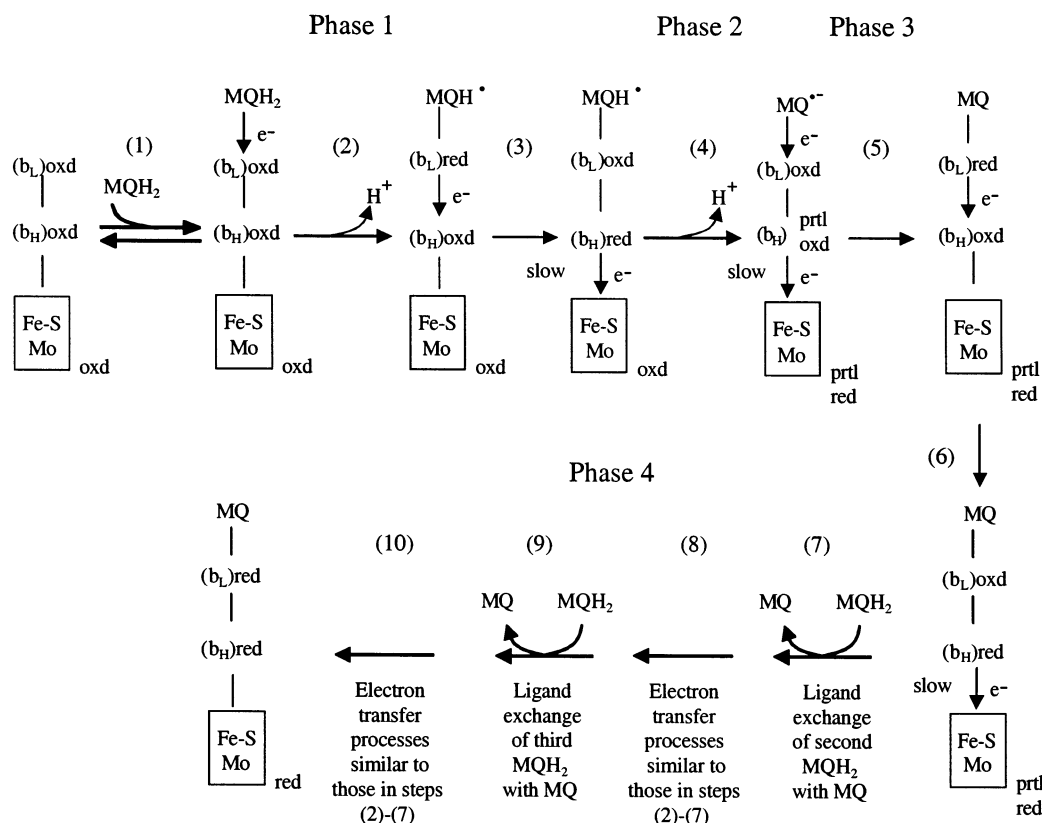 Phase 1
Phase 2
Phase 3
MQH₂
MQH •
MQH •
MQ•−
MQ
e−
e−
(1)
(2)
(3)
(4)
(5)
(bL)oxd
(bL)oxd
(bL)red
(bL)oxd
(bL)oxd
(bL)red
MQH₂
H+
e−
H+
e−
(bH)oxd
(bH)oxd
(bH)oxd
(bH)red
(bH) prtl
oxd
(bH)oxd
slow
e−
slow
e−
Fe-S
Mo
oxd
Fe-S
Mo
oxd
Fe-S
Mo
oxd
Fe-S
Mo
oxd
Fe-S
Mo
prtl
red
Fe-S
Mo
prtl
red
(6)
Phase 4
MQ
(bL)oxd
(bH)red
slow
e−
Fe-S
Mo
prtl
red
(7)
MQ
MQH₂
Ligand
exchange
of second
MQH₂
with MQ
(8)
Electron
transfer
processes
similar to
those in steps
(2)-(7)
(9)
MQ
MQH₂
Ligand
exchange
of third
MQH₂
with MQ
(10)
Electron
transfer
processes
similar to
those in steps
(2)-(7)
MQ
(bL)red
(bH)red
Fe-S
Mo
red